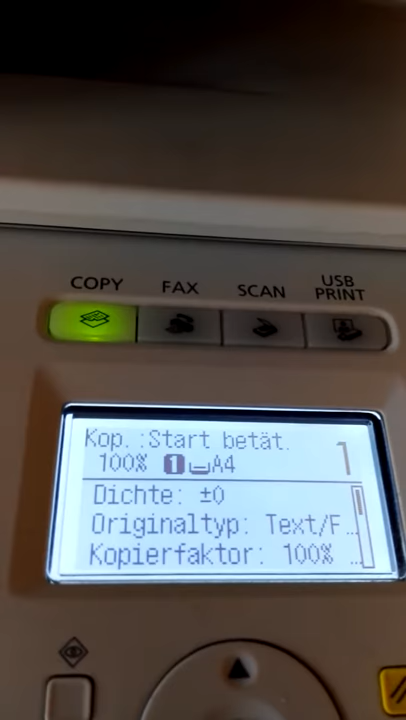 COPY FAX SCAN USB PRINT
Kop. :Start betät. 1
100% 1 A4
Dichte: ±0
Originaltyp: Text/F…
Kopierfaktor: 100% …